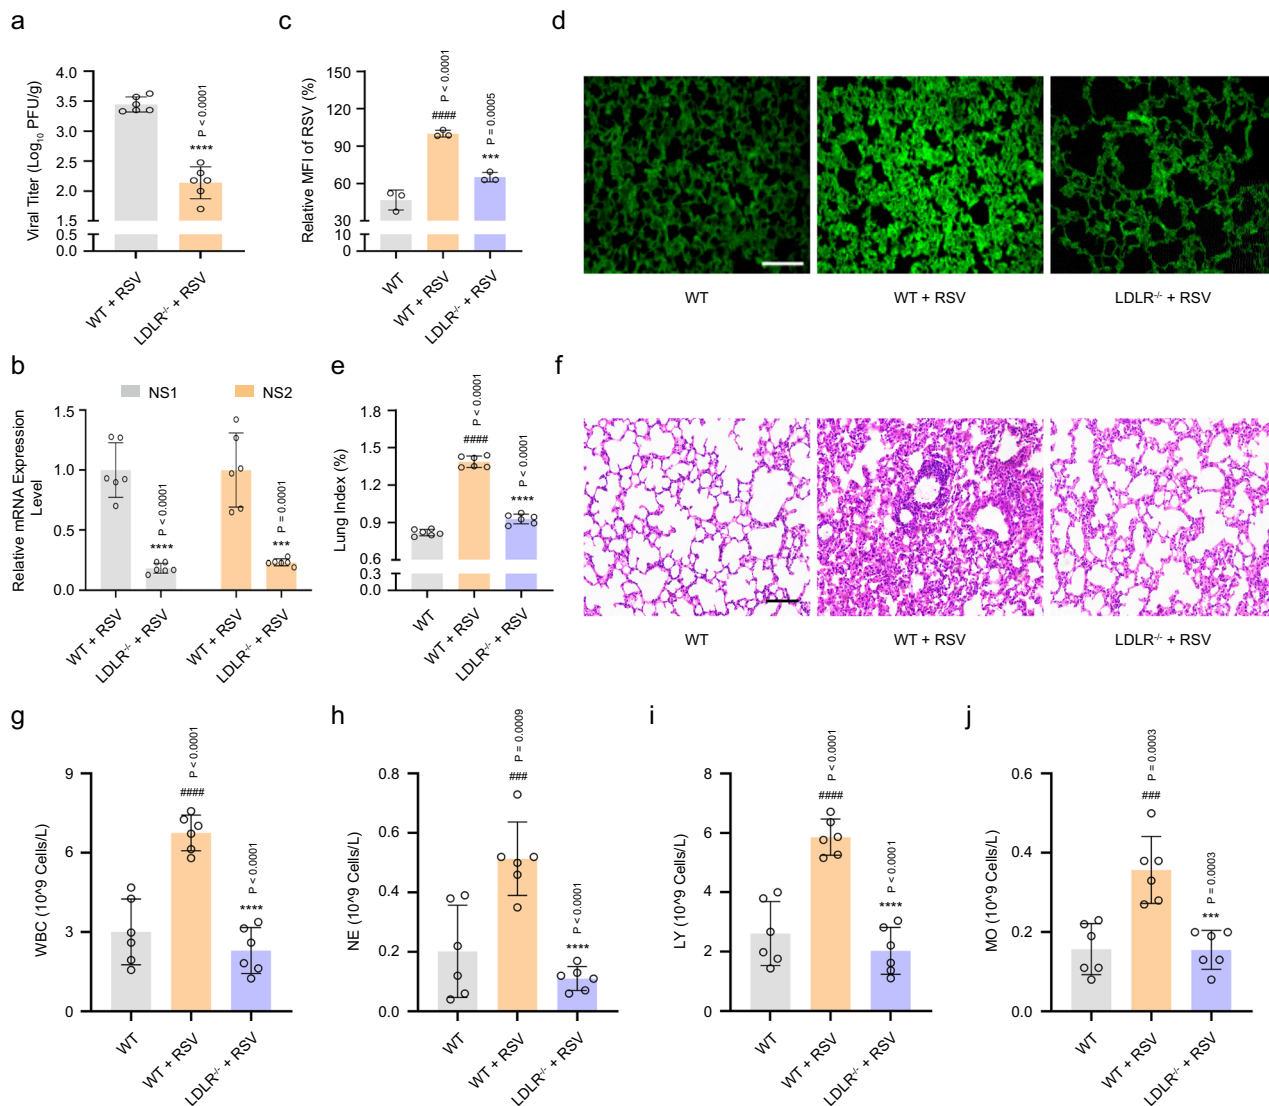 a
Viral Titer (Log10 PFU/g)
4.0
3.5
3.0
2.5
2.0
1.5
0.5
0.0
P < 0.0001
****
WT + RSV
LDLR-/- + RSV
c
Relative MFI of RSV (%)
150
120
90
60
30
10
0
P < 0.0001
####
P = 0.0005
***
WT
WT + RSV
LDLR-/- + RSV
d
WT
WT + RSV
LDLR-/- + RSV
b
NS1
NS2
Relative mRNA Expression
Level
1.5
1.0
0.5
0.0
P < 0.0001
****
P = 0.0001
***
WT + RSV
LDLR-/- + RSV
WT + RSV
LDLR-/- + RSV
e
Lung Index (%)
1.8
1.5
1.2
0.9
0.6
0.3
0.0
P < 0.0001
####
P < 0.0001
****
WT
WT + RSV
LDLR-/- + RSV
f
WT
WT + RSV
LDLR-/- + RSV
g
WBC (10^9 Cells/L)
9
6
3
0
P < 0.0001
####
P < 0.0001
****
WT
WT + RSV
LDLR-/- + RSV
h
NE (10^9 Cells/L)
0.8
0.6
0.4
0.2
0.0
P = 0.0009
###
P < 0.0001
****
WT
WT + RSV
LDLR-/- + RSV
i
LY (10^9 Cells/L)
8
6
4
2
0
P < 0.0001
####
P < 0.0001
****
WT
WT + RSV
LDLR-/- + RSV
j
MO (10^9 Cells/L)
0.6
0.4
0.2
0.0
P = 0.0003
###
P = 0.0003
***
WT
WT + RSV
LDLR-/- + RSV